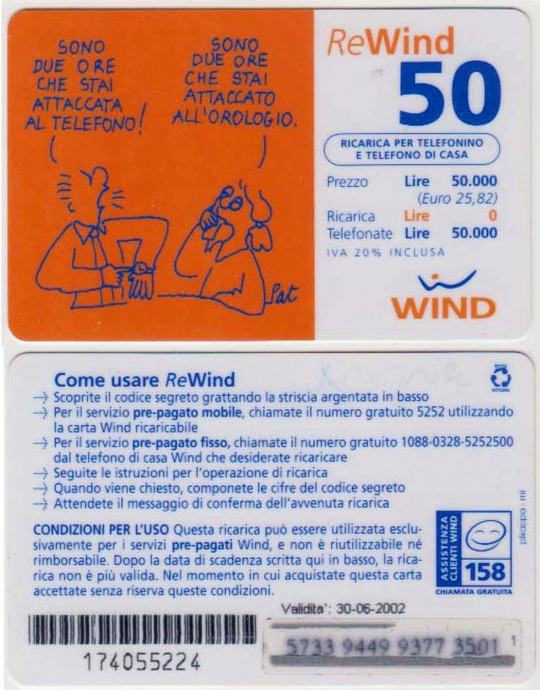 SONO
DUE ORE
CHE STAI
ATTACCATA
AL TELEFONO!
SONO
DUE ORE
CHE STAI
ATTACCATO
ALL'OROLOGIO.
Pat
ReWind
50
RICARICA PER TELEFONINO
E TELEFONO DI CASA
Prezzo Lire 50.000
(Euro 25,82)
Ricarica Lire 0
Telefonate Lire 50.000
IVA 20% INCLUSA
WIND
Come usare ReWind
Scoprite il codice segreto grattando la striscia argentata in basso
Per il servizio pre-pagato mobile, chiamate il numero gratuito 5252 utilizzando
la carta Wind ricaricabile
Per il servizio pre-pagato fisso, chiamate il numero gratuito 1088-0328-5252500
dal telefono di casa Wind che desiderate ricaricare
Seguite le istruzioni per l'operazione di ricarica
Quando viene chiesto, componete le cifre del codice segreto
Attendete il messaggio di conferma dell'avvenuta ricarica
CONDIZIONI PER L'USO Questa ricarica può essere utilizzata esclu-
sivamente per i servizi pre-pagati Wind, e non è riutilizzabile né
rimborsabile. Dopo la data di scadenza scritta qui in basso, la rica-
rica non è più valida. Nel momento in cui acquistate questa carta
accettate senza riserva queste condizioni.
ASSISTENZA
CLIENTI WIND
158
CHIAMATA GRATUITA
pikappa - mi
Validita': 30-06-2002
174055224
5733 9449 9377 3501 1